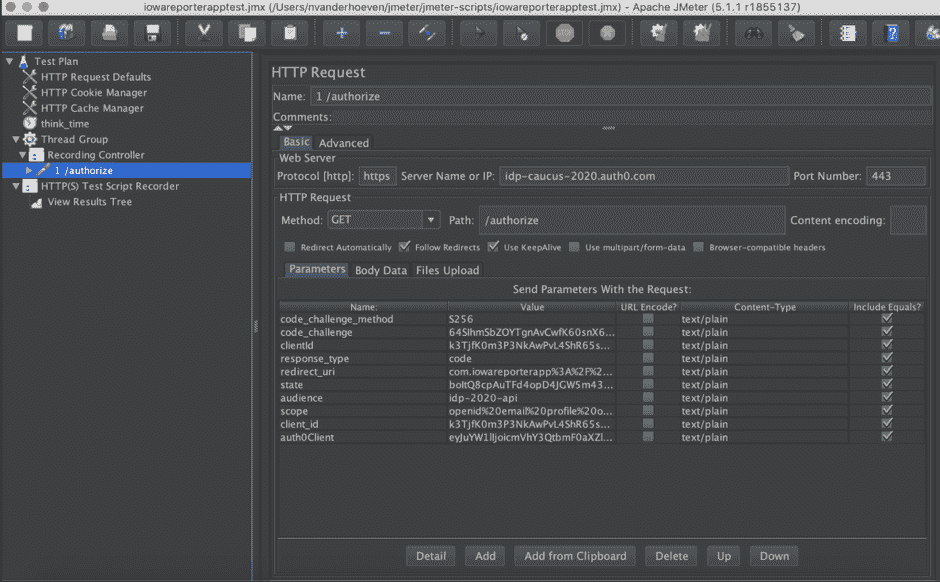 iowareporterapptest.jmx (/Users/nvanderhoeven/jmeter/jmeter-scripts/iowareporterapptest.jmx) - Apache JMeter (5.1.1 r1855137)
Test Plan
HTTP Request Defaults
HTTP Cookie Manager
HTTP Cache Manager
think_time
Thread Group
Recording Controller
1 /authorize
HTTP(S) Test Script Recorder
View Results Tree
HTTP Request
Name: 1 /authorize
Comments:
Basic Advanced
Web Server
Protocol [http]: https Server Name or IP: idp-caucus-2020.auth0.com Port Number: 443
HTTP Request
Method: GET Path: /authorize Content encoding:
Redirect Automatically Follow Redirects Use KeepAlive Use multipart/form-data Browser-compatible headers
Parameters Body Data Files Upload
Send Parameters With the Request:
Name: Value URL Encode? Content-Type Include Equals?
code_challenge_method S256 text/plain
code_challenge 64SlhmSbZOYTgnAvCwfK60snX6... text/plain
clientId k3TjfK0m3P3NkAwPvL4ShR65s... text/plain
response_type code text/plain
redirect_uri com.iowareporterapp%3A%2F%2... text/plain
state boltQ8cpAuTFd4opD4JGW5m43... text/plain
audience idp-2020-api text/plain
scope openid%20email%20profile%20o... text/plain
client_id k3TjfK0m3P3NkAwPvL4ShR65s... text/plain
auth0Client eyJuYW1lIjoicmVhY3QtbmF0aXZl... text/plain
Detail Add Add from Clipboard Delete Up Down